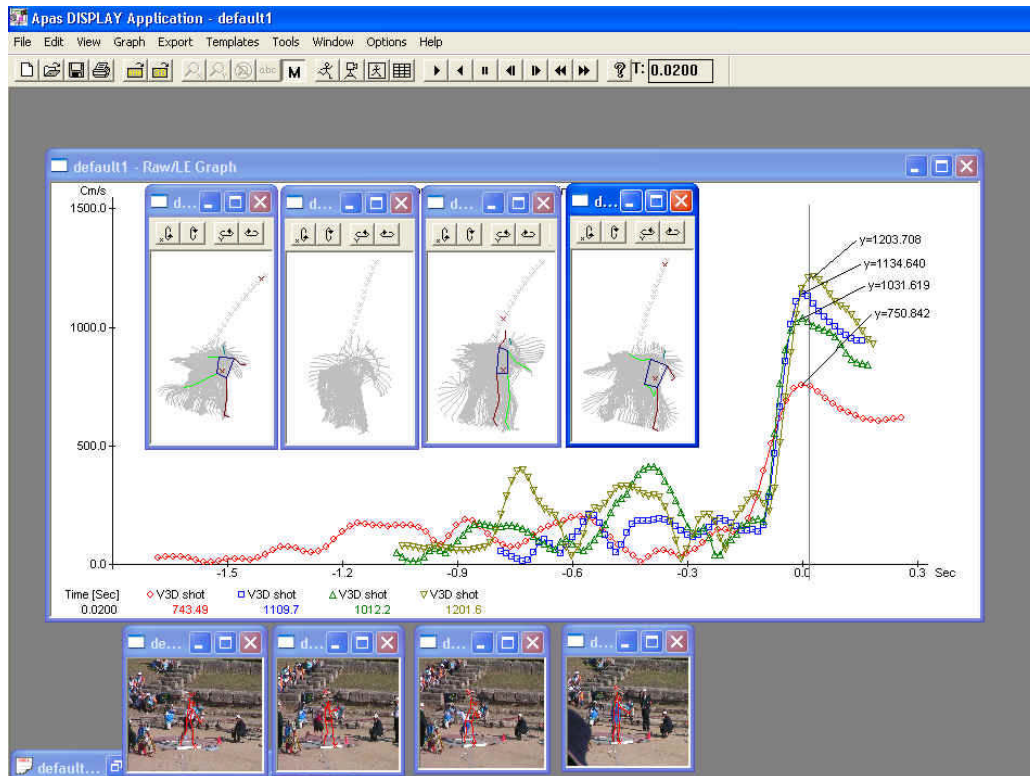 Apas DISPLAY Application - default1
File Edit View Graph Export Templates Tools Window Options Help
abc M T: 0.0200
default1 - Raw/LE Graph
Cm/s
d... d... d... d...
1500.0
1000.0
500.0
0.0
y=1203.708
y=1134.640
y=1031.619
y=750.842
-1.5 -1.2 -0.9 -0.6 -0.3 0.0 0.3 Sec
Time [Sec] V3D shot V3D shot V3D shot V3D shot
0.0200 743.49 1109.7 1012.2 1201.6
de... d... d... d...
default...